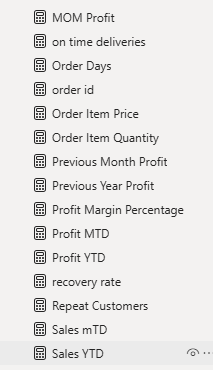 MOM Profit
on time deliveries
Order Days
order id
Order Item Price
Order Item Quantity
Previous Month Profit
Previous Year Profit
Profit Margin Percentage
Profit MTD
Profit YTD
recovery rate
Repeat Customers
Sales mTD
Sales YTD